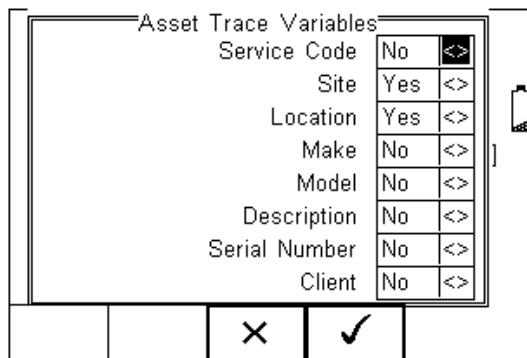 Asset Trace Variables
Service Code No <>
Site Yes <>
Location Yes <>
Make No <>
Model No <>
Description No <>
Serial Number No <>
Client No <>